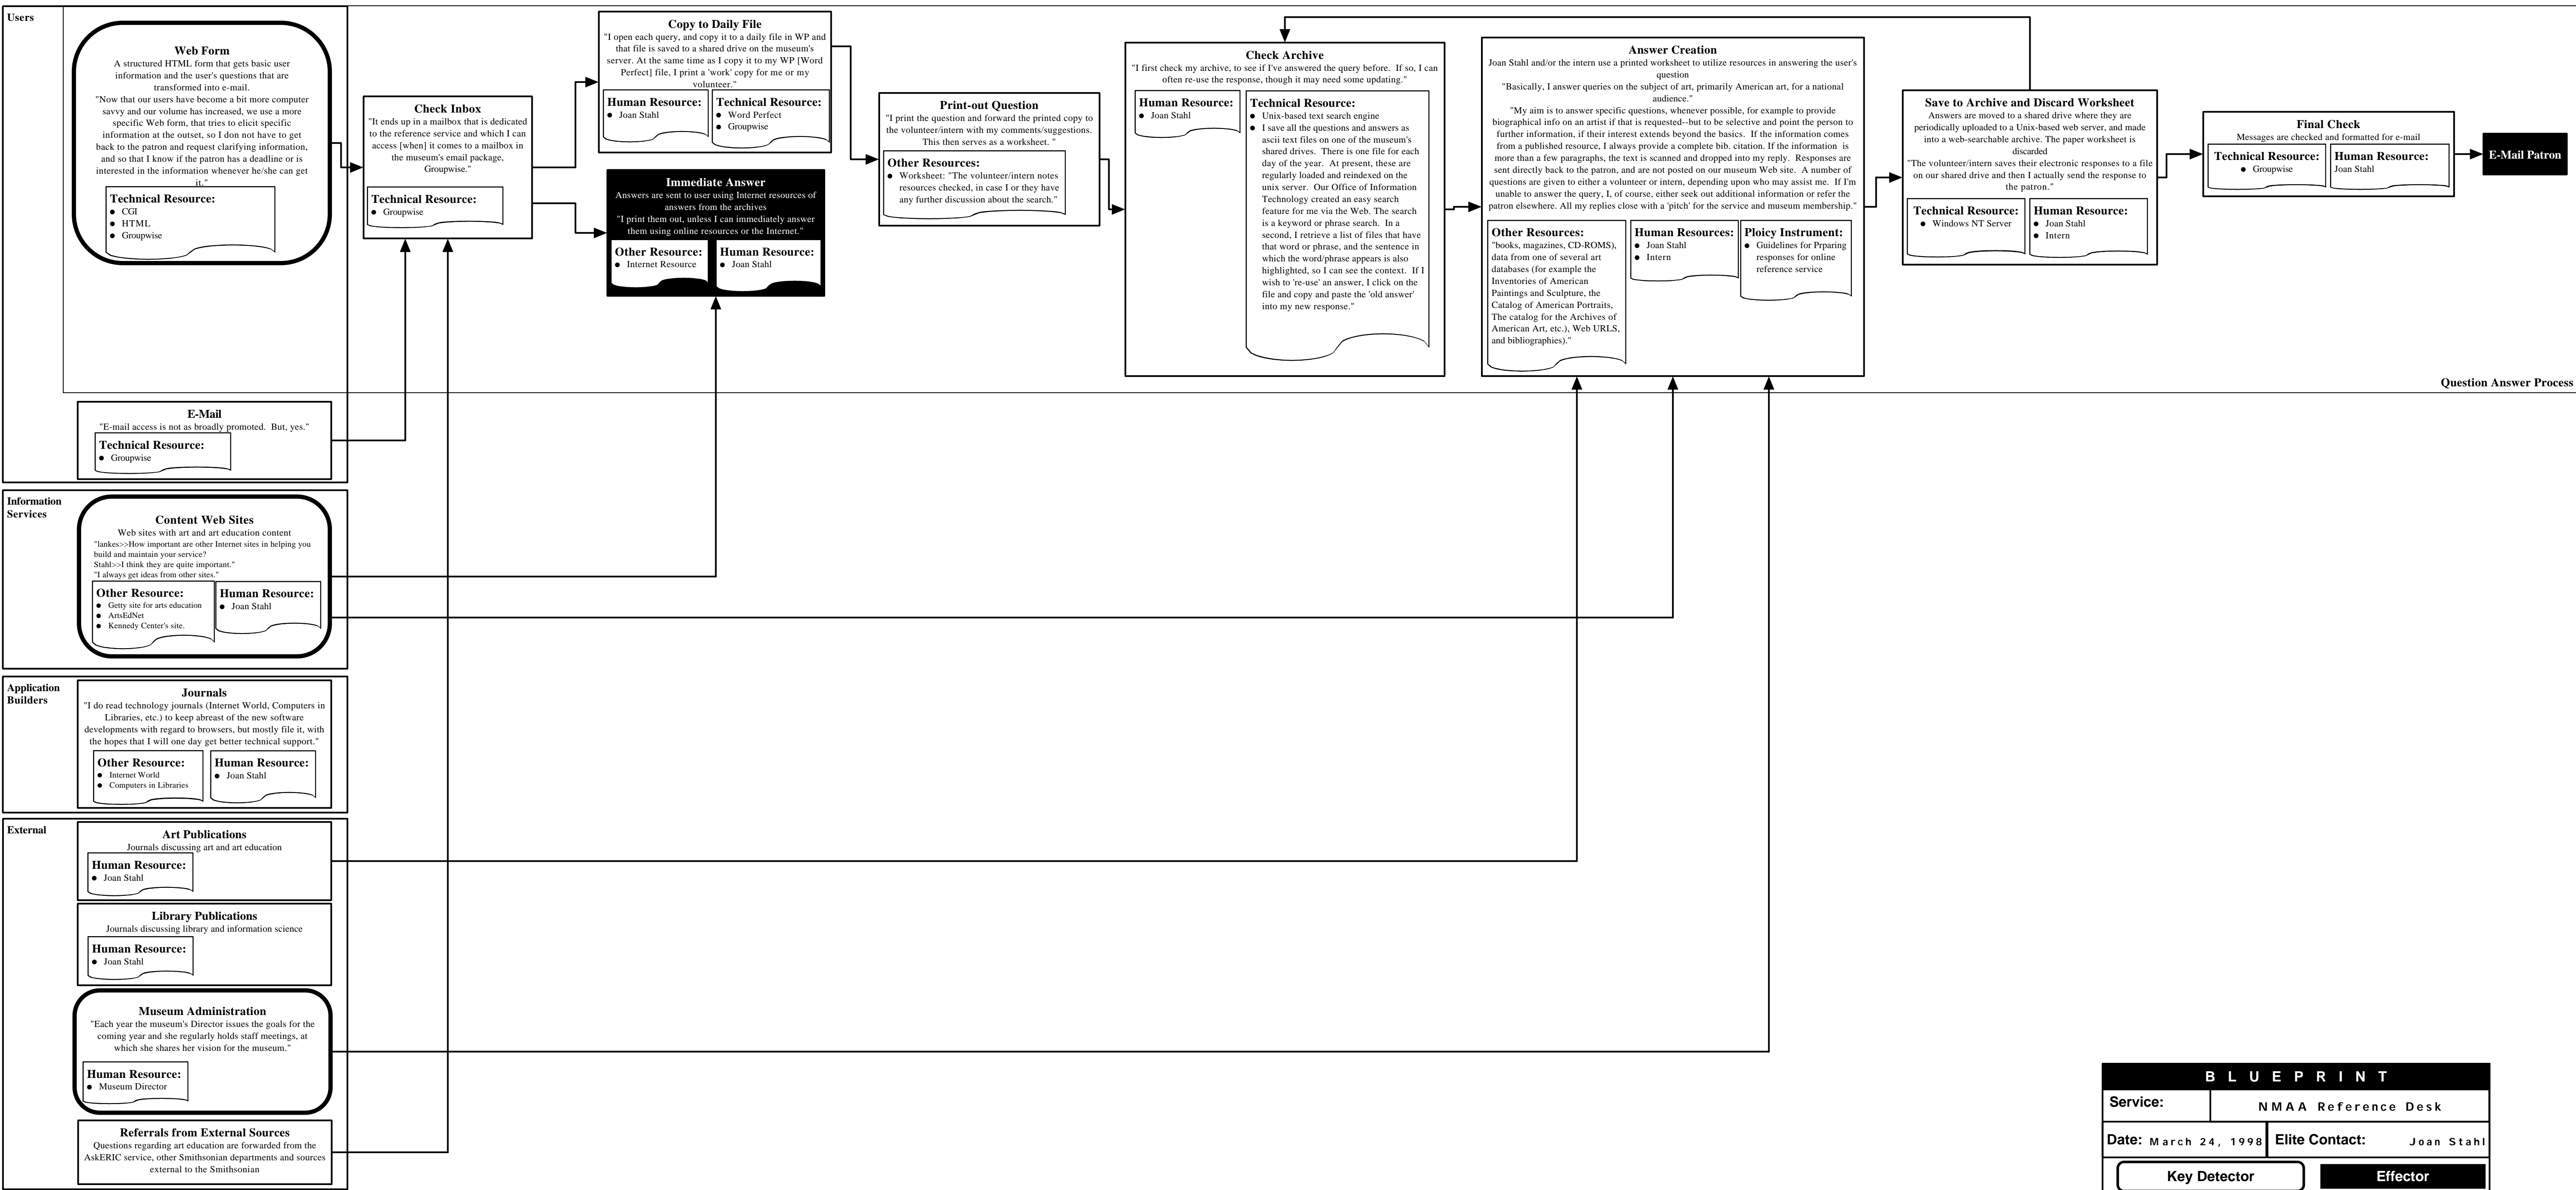 Users
Web Form
A structured HTML form that gets basic user
information and the user's questions that are
transformed into e-mail.
"Now that our users have become a bit more computer
savvy and our volume has increased, we use a more
specific Web form, that tries to elicit specific
information at the outset, so I don not have to get
back to the patron and request clarifying information,
and so that I know if the patron has a deadline or is
interested in the information whenever he/she can get
it."
Technical Resource:
● CGI
● HTML
● Groupwise
E-Mail
"E-mail access is not as broadly promoted. But, yes."
Technical Resource:
● Groupwise
Check Inbox
"It ends up in a mailbox that is dedicated
to the reference service and which I can
access [when] it comes to a mailbox in
the museum's email package,
Groupwise."
Technical Resource:
● Groupwise
Copy to Daily File
"I open each query, and copy it to a daily file in WP and
that file is saved to a shared drive on the museum's
server. At the same time as I copy it to my WP [Word
Perfect] file, I print a 'work' copy for me or my
volunteer."
Human Resource:
● Joan Stahl
Technical Resource:
● Word Perfect
● Groupwise
Immediate Answer
Answers are sent to user using Internet resources of
answers from the archives
"I print them out, unless I can immediately answer
them using online resources or the Internet."
Other Resource:
● Internet Resource
Human Resource:
● Joan Stahl
Print-out Question
"I print the question and forward the printed copy to
the volunteer/intern with my comments/suggestions.
This then serves as a worksheet. "
Other Resources:
● Worksheet: "The volunteer/intern notes
resources checked, in case I or they have
any further discussion about the search."
Check Archive
"I first check my archive, to see if I've answered the query before. If so, I can
often re-use the response, though it may need some updating."
Human Resource:
● Joan Stahl
Technical Resource:
● Unix-based text search engine
● I save all the questions and answers as
ascii text files on one of the museum's
shared drives. There is one file for each
day of the year. At present, these are
regularly loaded and reindexed on the
unix server. Our Office of Information
Technology created an easy search
feature for me via the Web. The search
is a keyword or phrase search. In a
second, I retrieve a list of files that have
that word or phrase, and the sentence in
which the word/phrase appears is also
highlighted, so I can see the context. If I
wish to 're-use' an answer, I click on the
file and copy and paste the 'old answer'
into my new response."
Answer Creation
Joan Stahl and/or the intern use a printed worksheet to utilize resources in answering the user's
question
"Basically, I answer queries on the subject of art, primarily American art, for a national
audience."
"My aim is to answer specific questions, whenever possible, for example to provide
biographical info on an artist if that is requested--but to be selective and point the person to
further information, if their interest extends beyond the basics. If the information comes
from a published resource, I always provide a complete bib. citation. If the information is
more than a few paragraphs, the text is scanned and dropped into my reply. Responses are
sent directly back to the patron, and are not posted on our museum Web site. A number of
questions are given to either a volunteer or intern, depending upon who may assist me. If I'm
unable to answer the query, I, of course, either seek out additional information or refer the
patron elsewhere. All my replies close with a 'pitch' for the service and museum membership."
Other Resources:
"books, magazines, CD-ROMS),
data from one of several art
databases (for example the
Inventories of American
Paintings and Sculpture, the
Catalog of American Portraits,
The catalog for the Archives of
American Art, etc.), Web URLS,
and bibliographies)."
Human Resources:
● Joan Stahl
● Intern
Ploicy Instrument:
● Guidelines for Prparing
responses for online
reference service
Save to Archive and Discard Worksheet
Answers are moved to a shared drive where they are
periodically uploaded to a Unix-based web server, and made
into a web-searchable archive. The paper worksheet is
discarded
"The volunteer/intern saves their electronic responses to a file
on our shared drive and then I actually send the response to
the patron."
Technical Resource:
● Windows NT Server
Human Resource:
● Joan Stahl
● Intern
Final Check
Messages are checked and formatted for e-mail
Technical Resource:
● Groupwise
Human Resource:
Joan Stahl
E-Mail Patron
Question Answer Process
Information
Services
Content Web Sites
Web sites with art and art education content
"lankes>>How important are other Internet sites in helping you
build and maintain your service?
Stahl>>I think they are quite important."
"I always get ideas from other sites."
Other Resource:
● Getty site for arts education
● ArtsEdNet
● Kennedy Center's site.
Human Resource:
● Joan Stahl
Application
Builders
Journals
"I do read technology journals (Internet World, Computers in
Libraries, etc.) to keep abreast of the new software
developments with regard to browsers, but mostly file it, with
the hopes that I will one day get better technical support."
Other Resource:
● Internet World
● Computers in Libraries
Human Resource:
● Joan Stahl
External
Art Publications
Journals discussing art and art education
Human Resource:
● Joan Stahl
Library Publications
Journals discussing library and information science
Human Resource:
● Joan Stahl
Museum Administration
"Each year the museum's Director issues the goals for the
coming year and she regularly holds staff meetings, at
which she shares her vision for the museum."
Human Resource:
● Museum Director
Referrals from External Sources
Questions regarding art education are forwarded from the
AskERIC service, other Smithsonian departments and sources
external to the Smithsonian
BLUEPRINT
Service: NMAA Reference Desk
Date: March 24, 1998 Elite Contact: Joan Stahl
Key Detector Effector